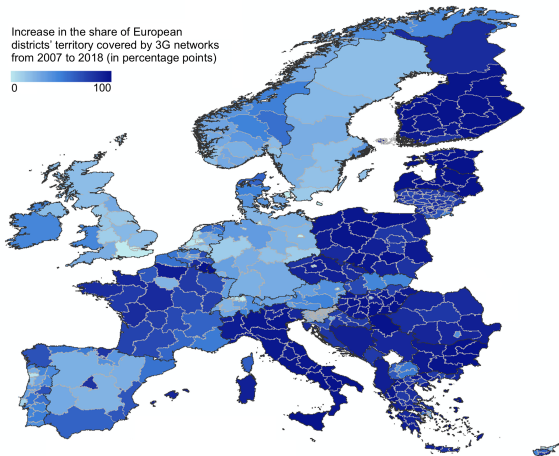 Increase in the share of European
districts' territory covered by 3G networks
from 2007 to 2018 (in percentage points)
0 100